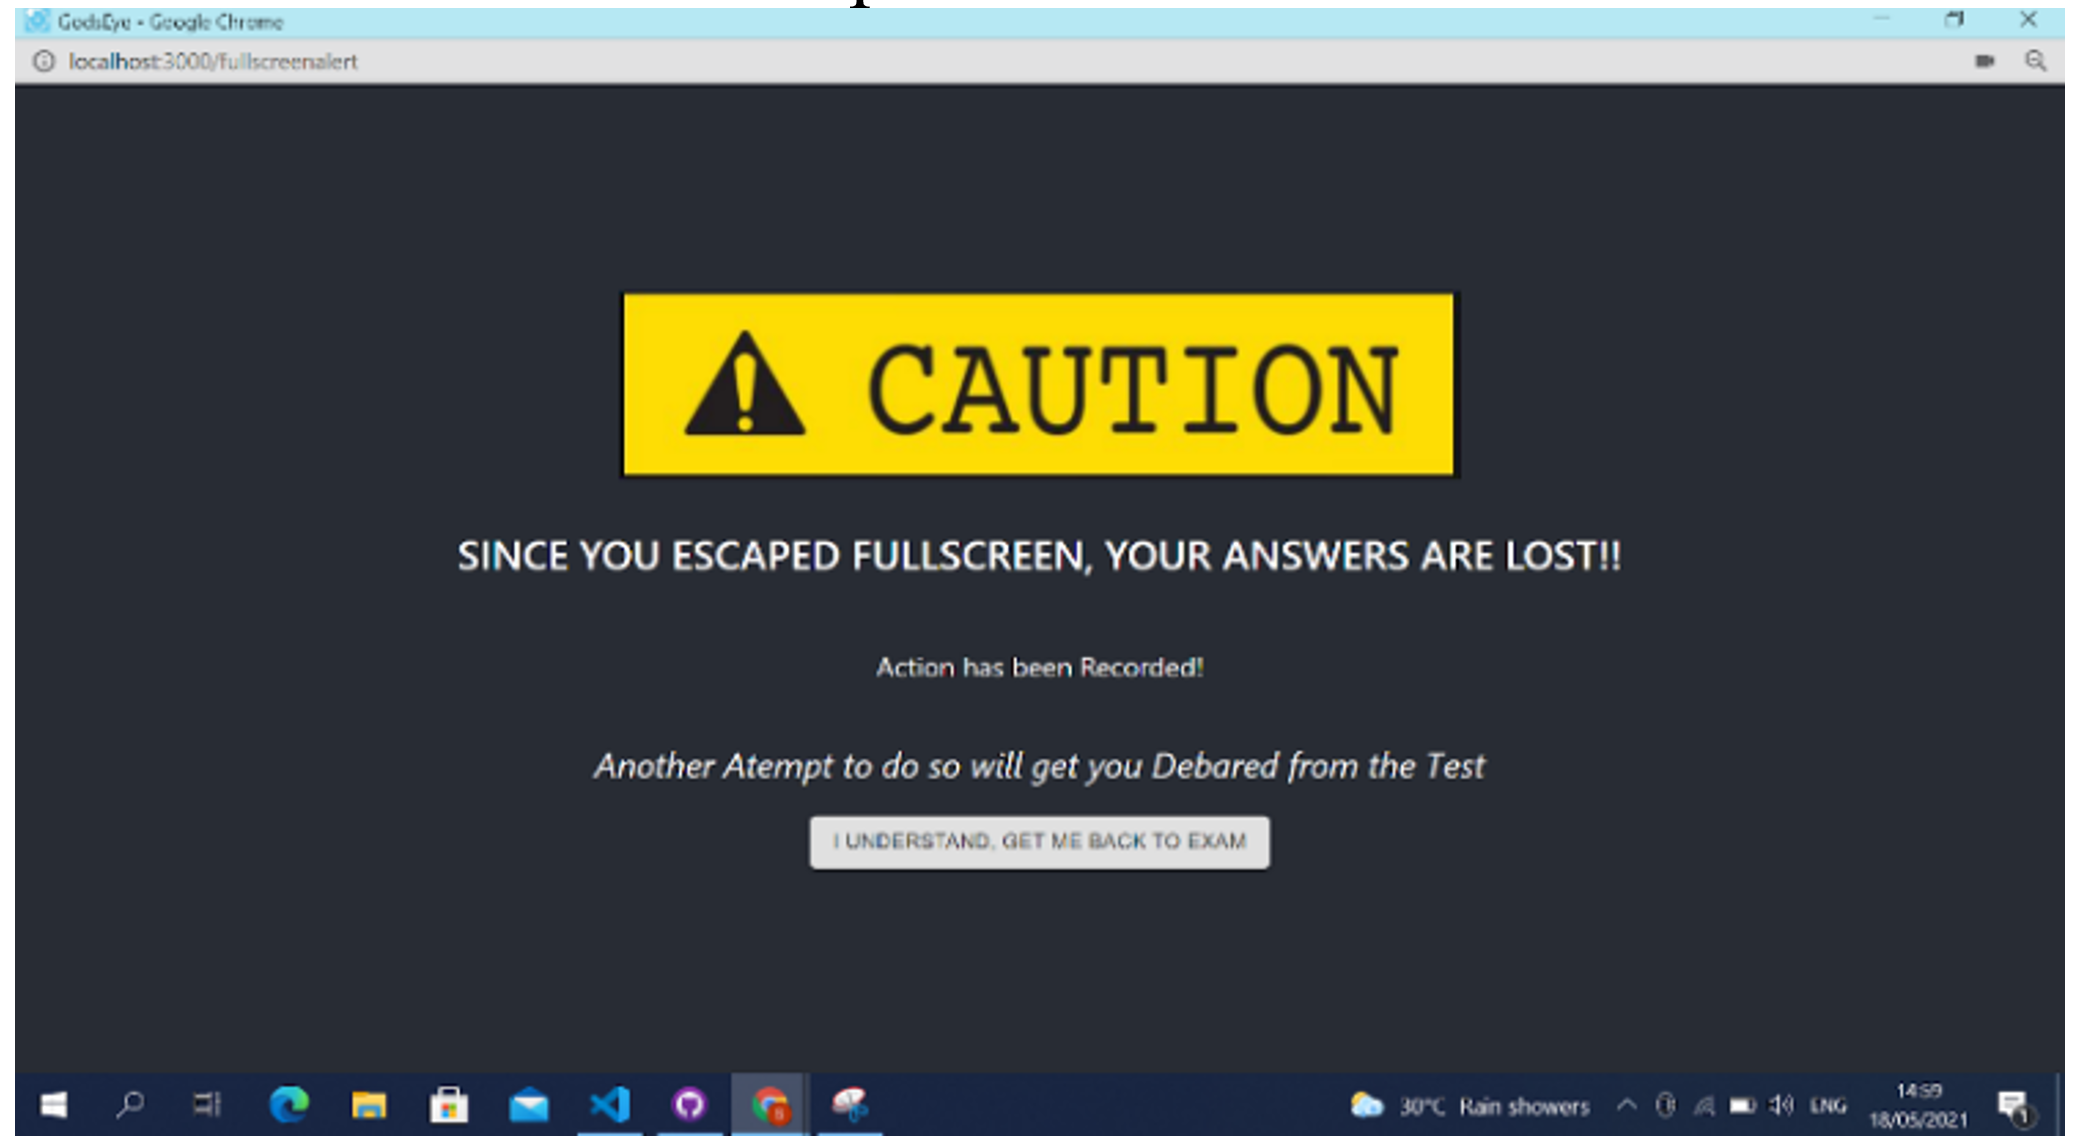 GodsEye - Google Chrome
localhost:3000/fullscreenalert
CAUTION
SINCE YOU ESCAPED FULLSCREEN, YOUR ANSWERS ARE LOST!!
Action has been Recorded!
Another Atempt to do so will get you Debared from the Test
I UNDERSTAND, GET ME BACK TO EXAM
30°C Rain showers
ENG
14:59
18/05/2021
1